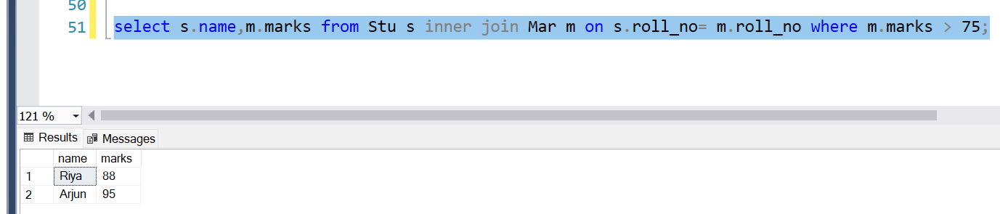 50
51 select s.name,m.marks from Stu s inner join Mar m on s.roll_no= m.roll_no where m.marks > 75;
121 %
Results Messages
name marks
1 Riya 88
2 Arjun 95